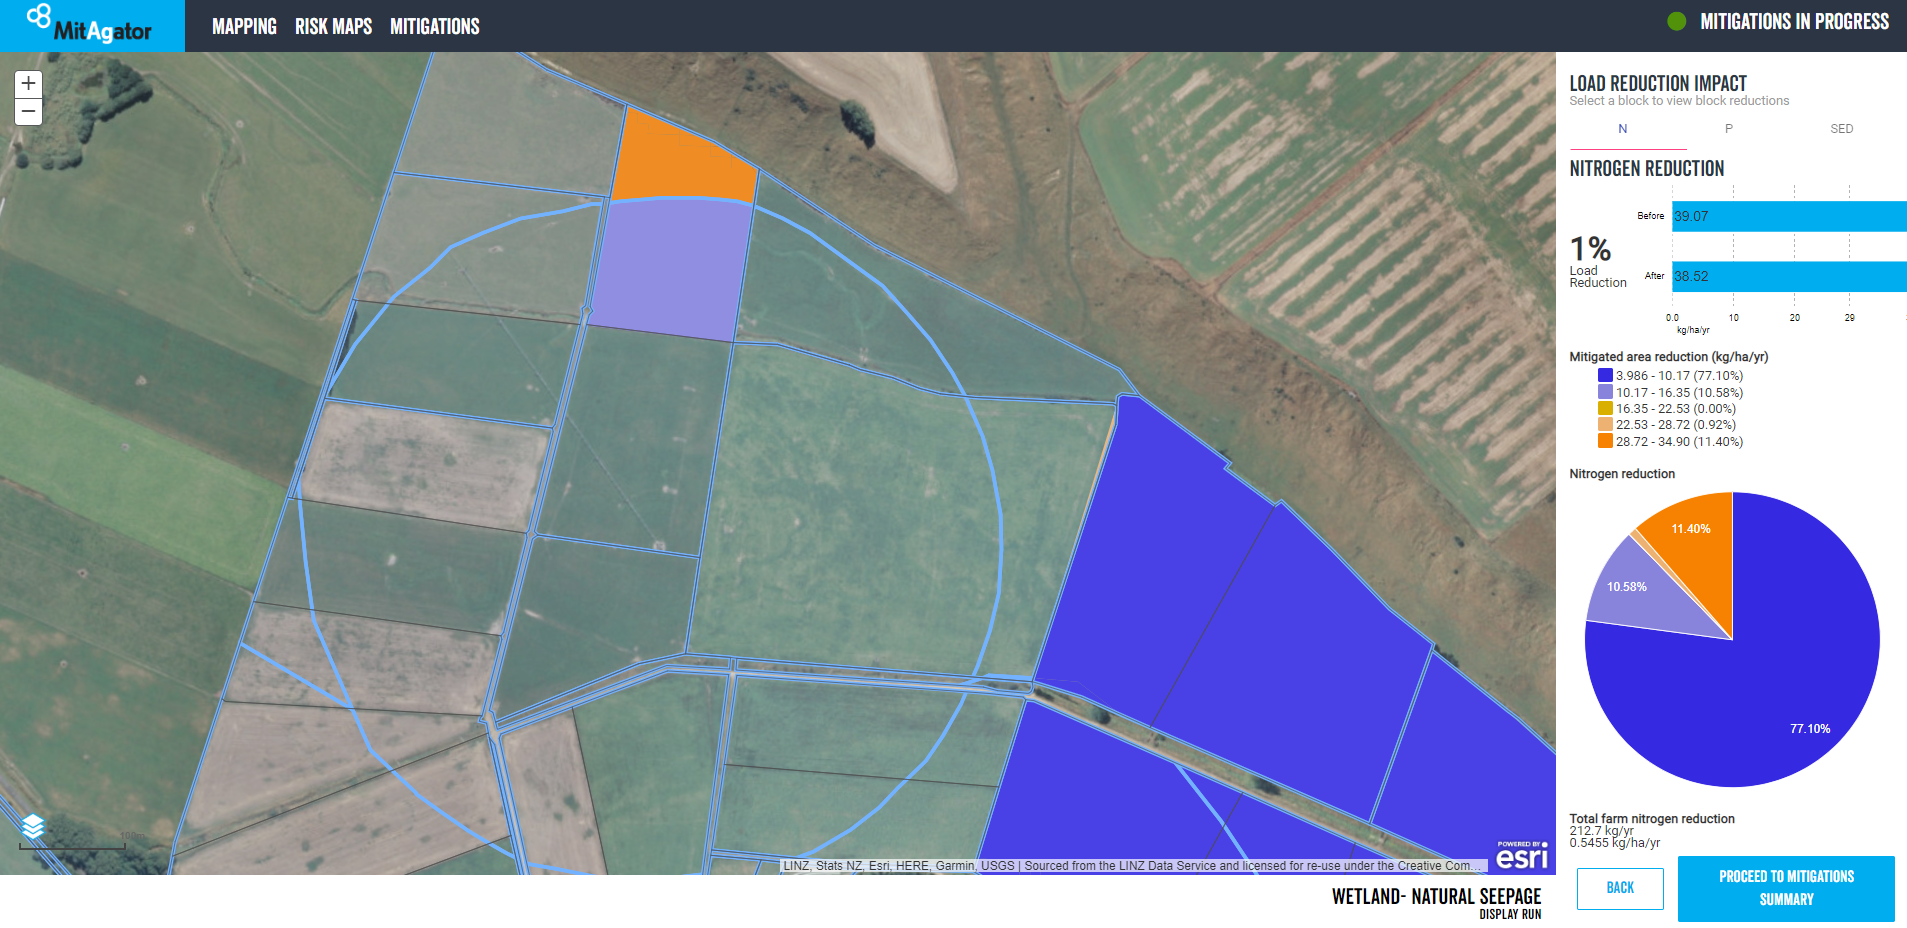 MitAgator
MAPPING RISK MAPS MITIGATIONS
MITIGATIONS IN PROGRESS
+
−
LOAD REDUCTION IMPACT
Select a block to view block reductions
N P SED
NITROGEN REDUCTION
Before 39.07
1%
Load
Reduction
After 38.52
0.0 10 20 29
kg/ha/yr
Mitigated area reduction (kg/ha/yr)
3.986 - 10.17 (77.10%)
10.17 - 16.35 (10.58%)
16.35 - 22.53 (0.00%)
22.53 - 28.72 (0.92%)
28.72 - 34.90 (11.40%)
Nitrogen reduction
11.40%
10.58%
77.10%
Total farm nitrogen reduction
212.7 kg/yr
0.5455 kg/ha/yr
BACK
PROCEED TO MITIGATIONS
SUMMARY
100m
POWERED BY
esri
LINZ, Stats NZ, Esri, HERE, Garmin, USGS | Sourced from the LINZ Data Service and licensed for re-use under the Creative Com...
WETLAND- NATURAL SEEPAGE
DISPLAY RUN